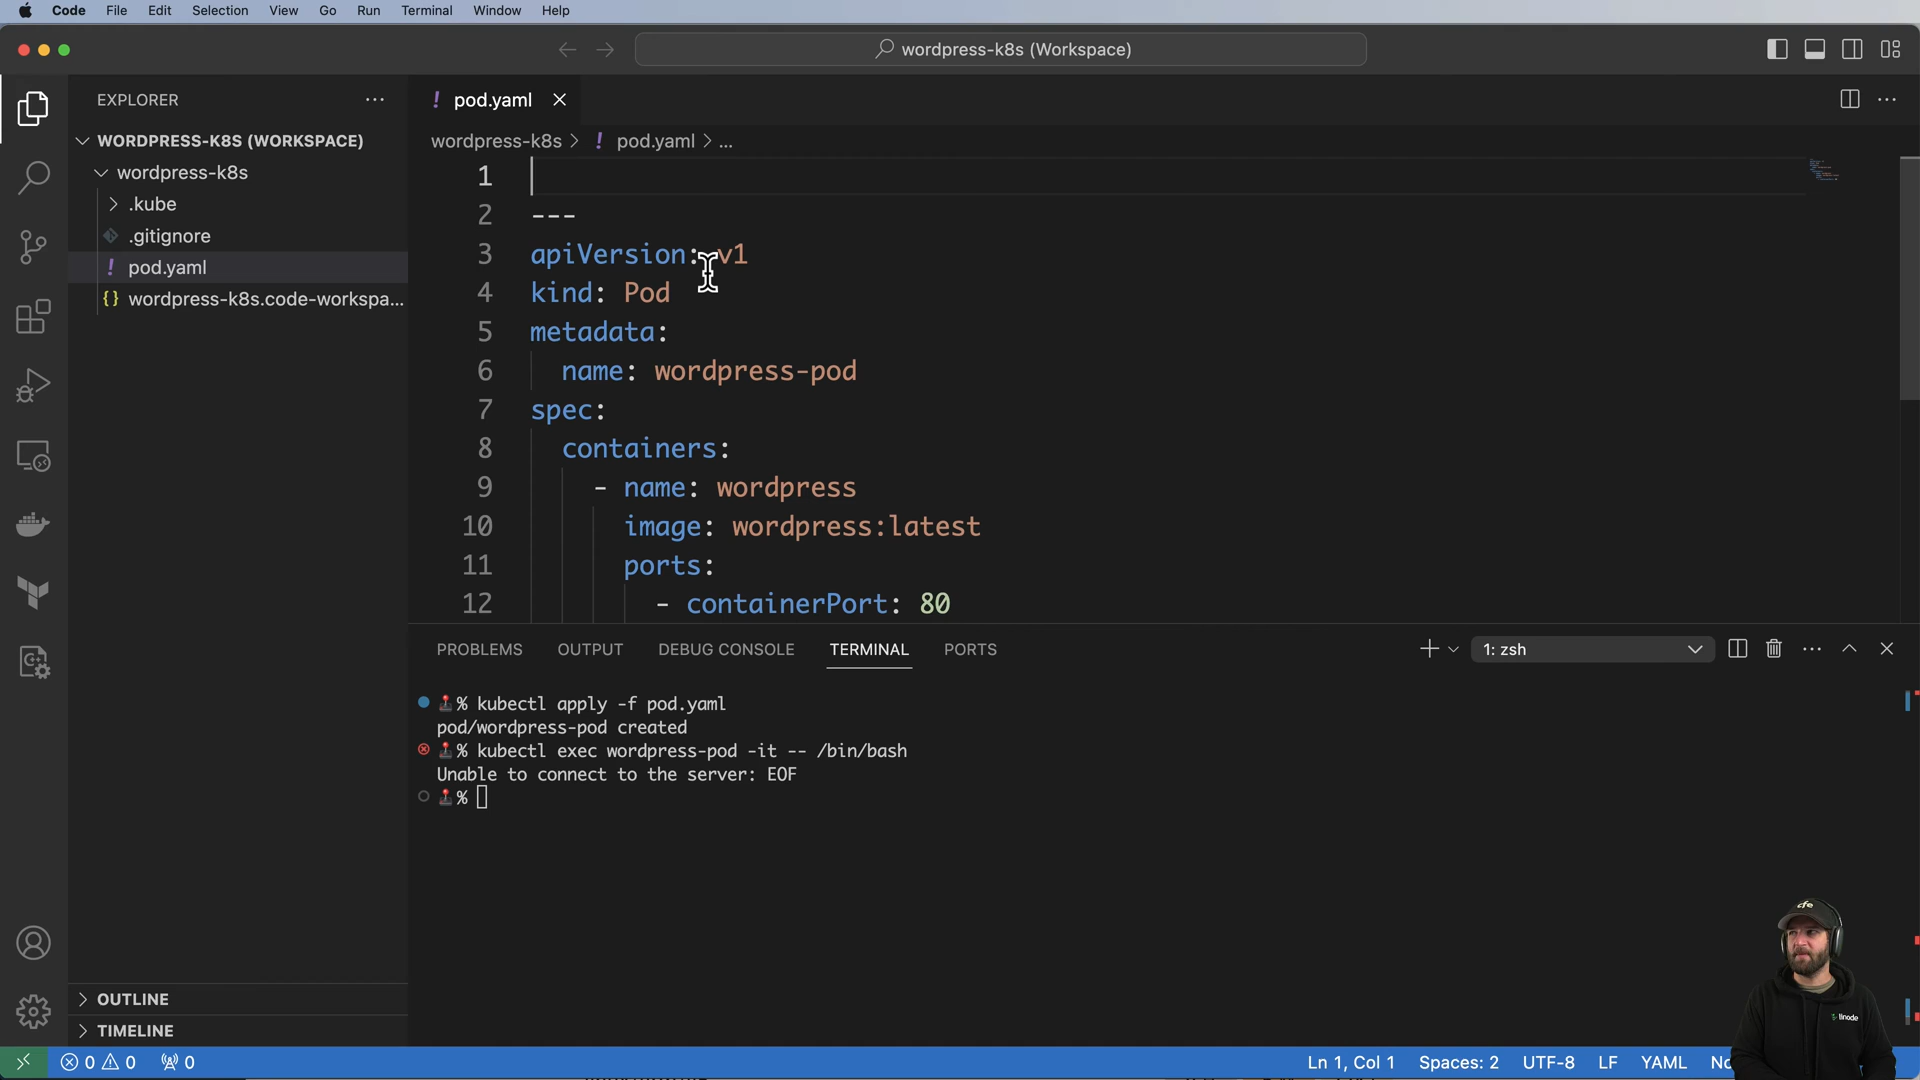 Code File Edit Selection View Go Run Terminal Window Help
wordpress-k8s (Workspace)
EXPLORER
WORDPRESS-K8S (WORKSPACE)
wordpress-k8s
.kube
.gitignore
pod.yaml
wordpress-k8s.code-workspa...
OUTLINE
TIMELINE
! pod.yaml
wordpress-k8s > ! pod.yaml > ...
1
2 ---
3 apiVersion: v1
4 kind: Pod
5 metadata:
6 name: wordpress-pod
7 spec:
8 containers:
9 - name: wordpress
10 image: wordpress:latest
11 ports:
12 - containerPort: 80
PROBLEMS OUTPUT DEBUG CONSOLE TERMINAL PORTS
1: zsh
% kubectl apply -f pod.yaml
pod/wordpress-pod created
% kubectl exec wordpress-pod -it -- /bin/bash
Unable to connect to the server: EOF
%
cfe
linode
0 0 0 Ln 1, Col 1 Spaces: 2 UTF-8 LF YAML